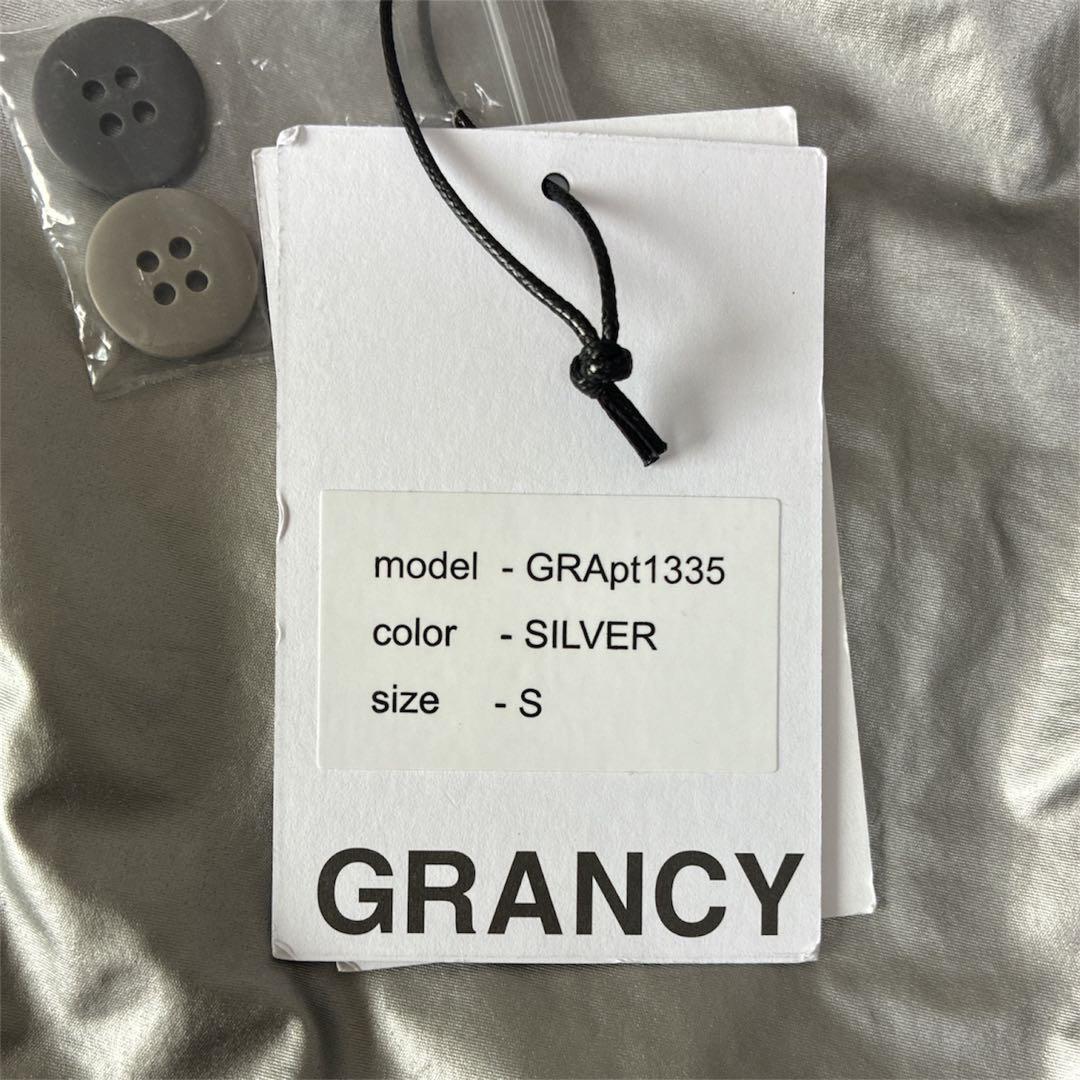 model - GRApt1335
color - SILVER
size - S
GRANCY